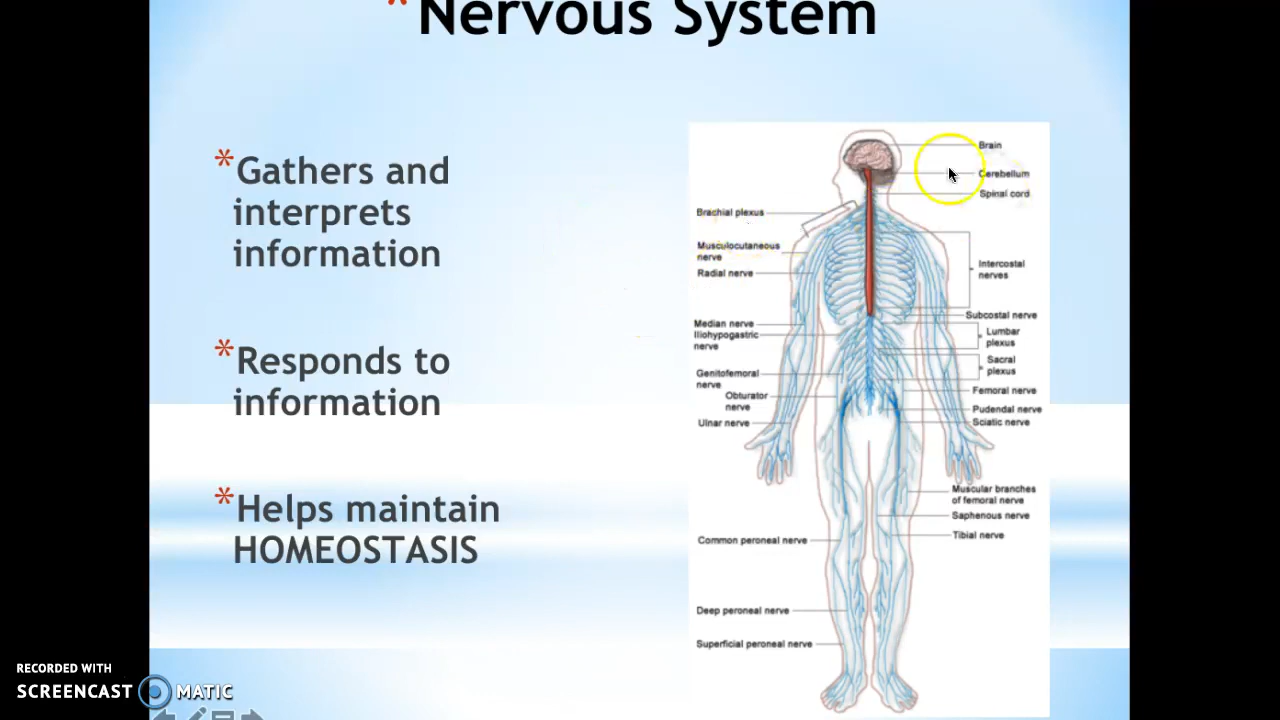 *Nervous System
*Gathers and
interprets
information
*Responds to
information
*Helps maintain
HOMEOSTASIS
Brain
Cerebellum
Spinal cord
Brachial plexus
Musculocutaneous
nerve
Radial nerve
Intercostal
nerves
Subcostal nerve
Median nerve
Iliohypogastric
nerve
Lumbar
plexus
Sacral
plexus
Genitofemoral
nerve
Femoral nerve
Obturator
nerve
Pudendal nerve
Ulnar nerve
Sciatic nerve
Muscular branches
of femoral nerve
Saphenous nerve
Tibial nerve
Common peroneal nerve
Deep peroneal nerve
Superficial peroneal nerve
RECORDED WITH
SCREENCAST MATIC